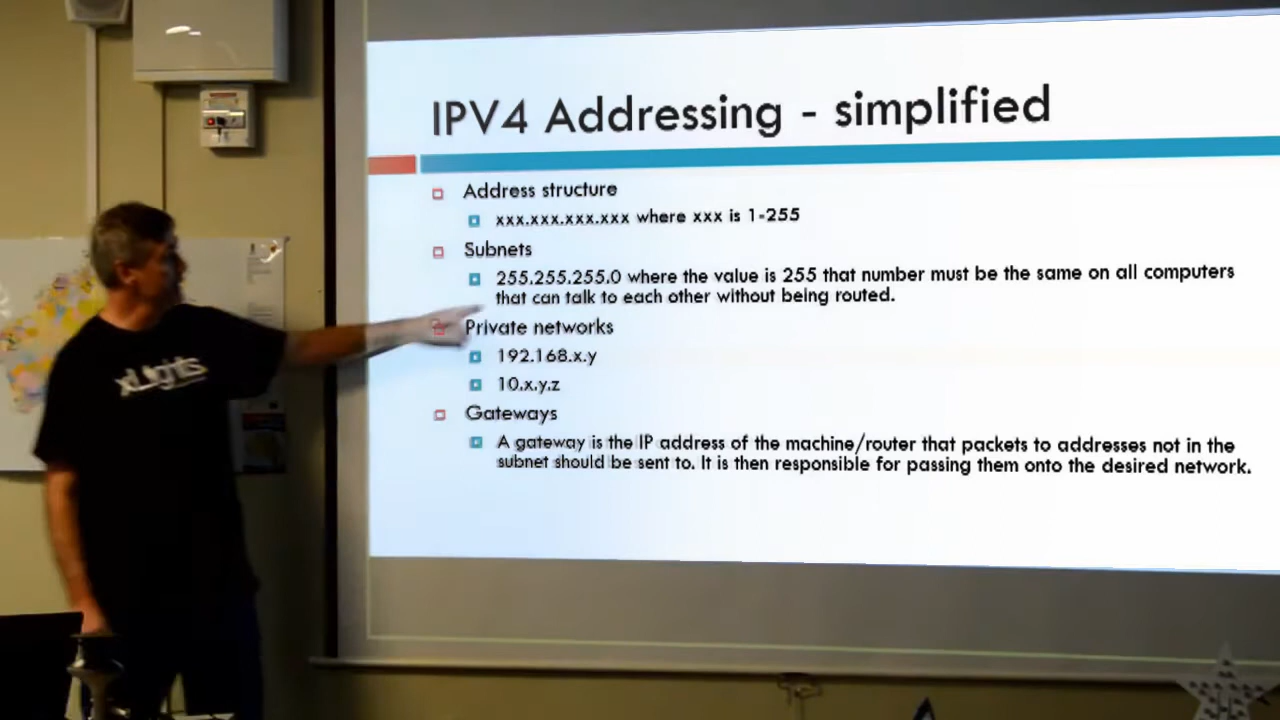 IPV4 Addressing - simplified
Address structure
xxx.xxx.xxx.xxx where xxx is 1-255
Subnets
255.255.255.0 where the value is 255 that number must be the same on all computers
that can talk to each other without being routed.
Private networks
192.168.x.y
10.x.y.z
Gateways
A gateway is the IP address of the machine/router that packets to addresses not in the
subnet should be sent to. It is then responsible for passing them onto the desired network.
xLights